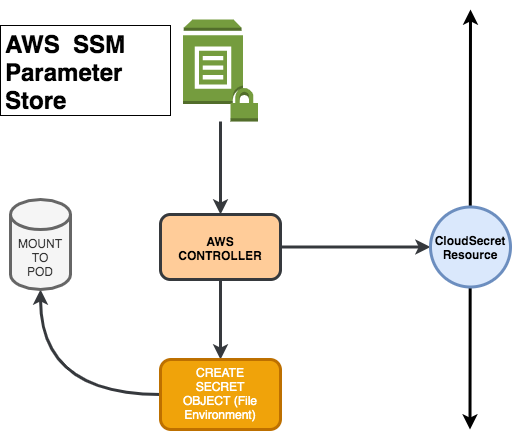 AWS SSM
Parameter
Store
MOUNT
TO
POD
AWS
CONTROLLER
CloudSecret
Resource
CREATE
SECRET
OBJECT (File
Environment)